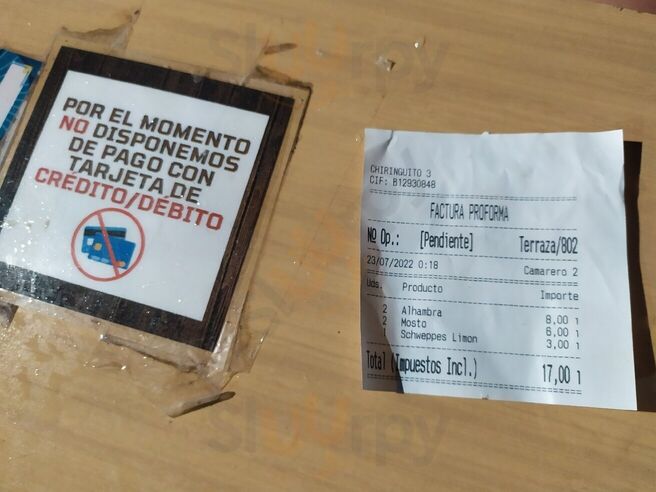 POR EL MOMENTO
NO DISPONEMOS
DE PAGO CON
TARJETA DE
CRÉDITO/DÉBITO
CHIRINGUITO 3
CIF: B12930848
FACTURA PROFORMA
Nº Op.: [Pendiente] Terraza/802
23/07/2022 0:18 Camarero 2
Uds. Producto Importe
2 Alhambra 8,00 1
2 Mosto 6,00 1
Schweppes Limon 3,00 1
Total (Impuestos Incl.) 17,00 1
Sluurpy
Sluurpy